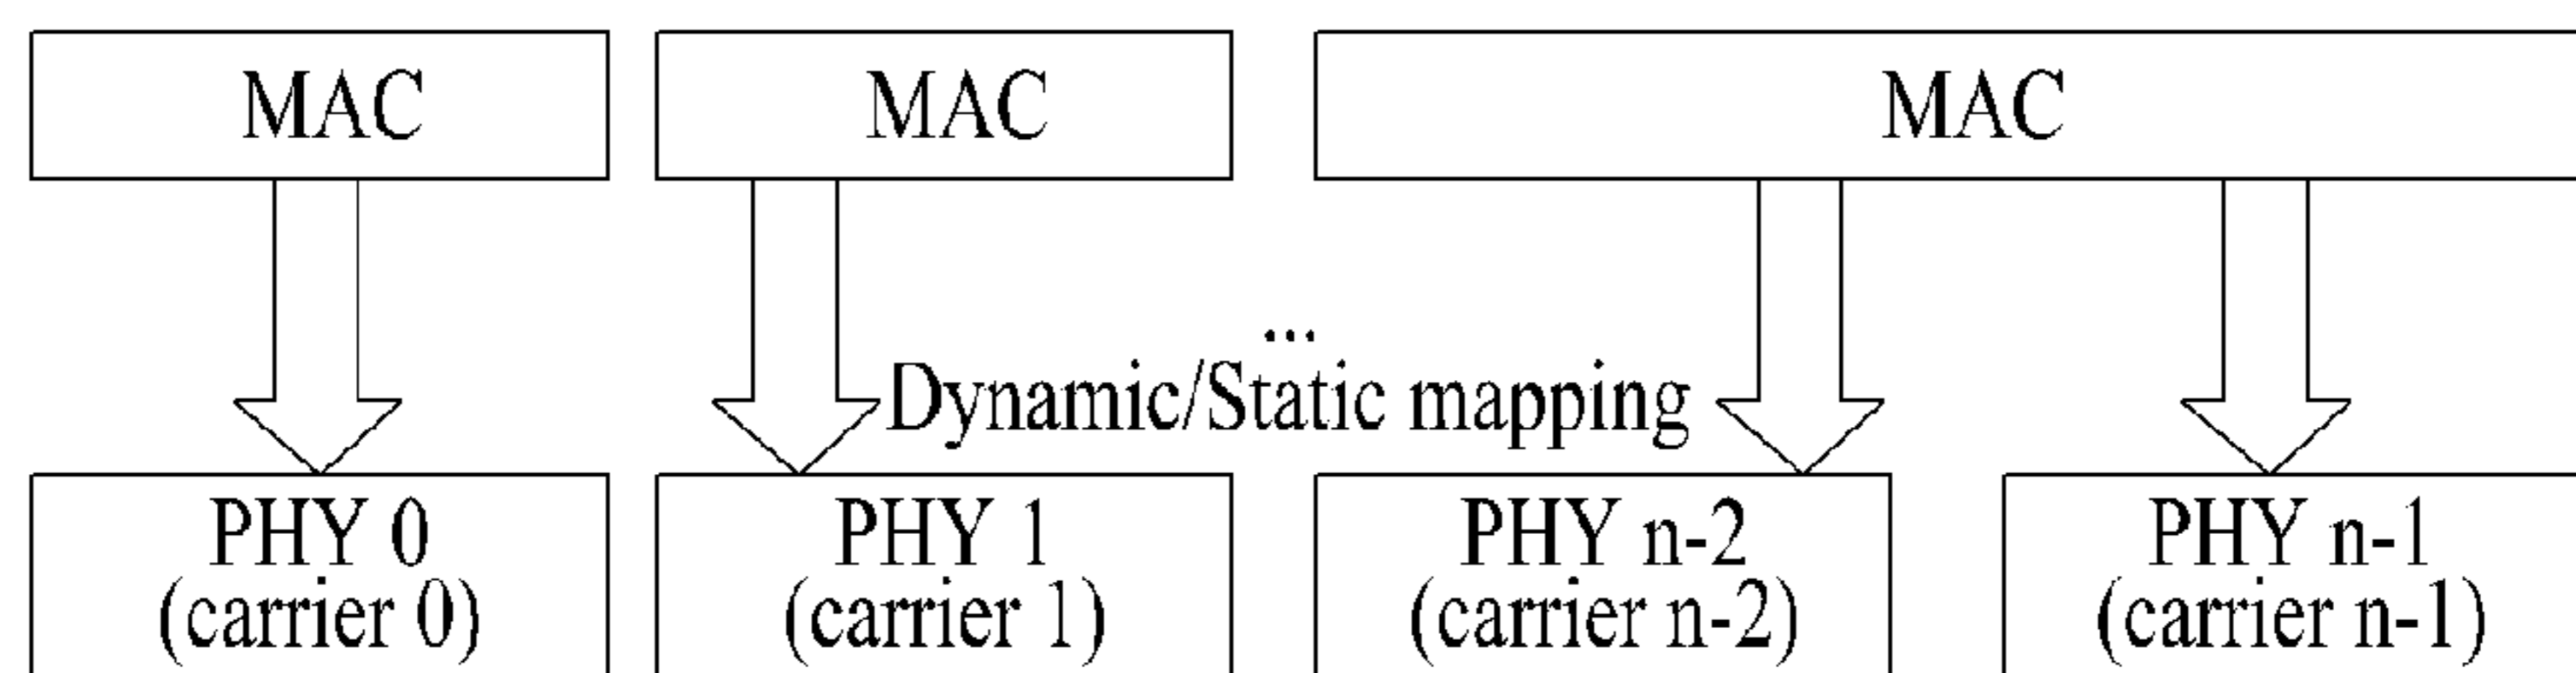 MAC
MAC
MAC
...
Dynamic/Static mapping
PHY 0
(carrier 0)
PHY 1
(carrier 1)
PHY n-2
(carrier n-2)
PHY n-1
(carrier n-1)